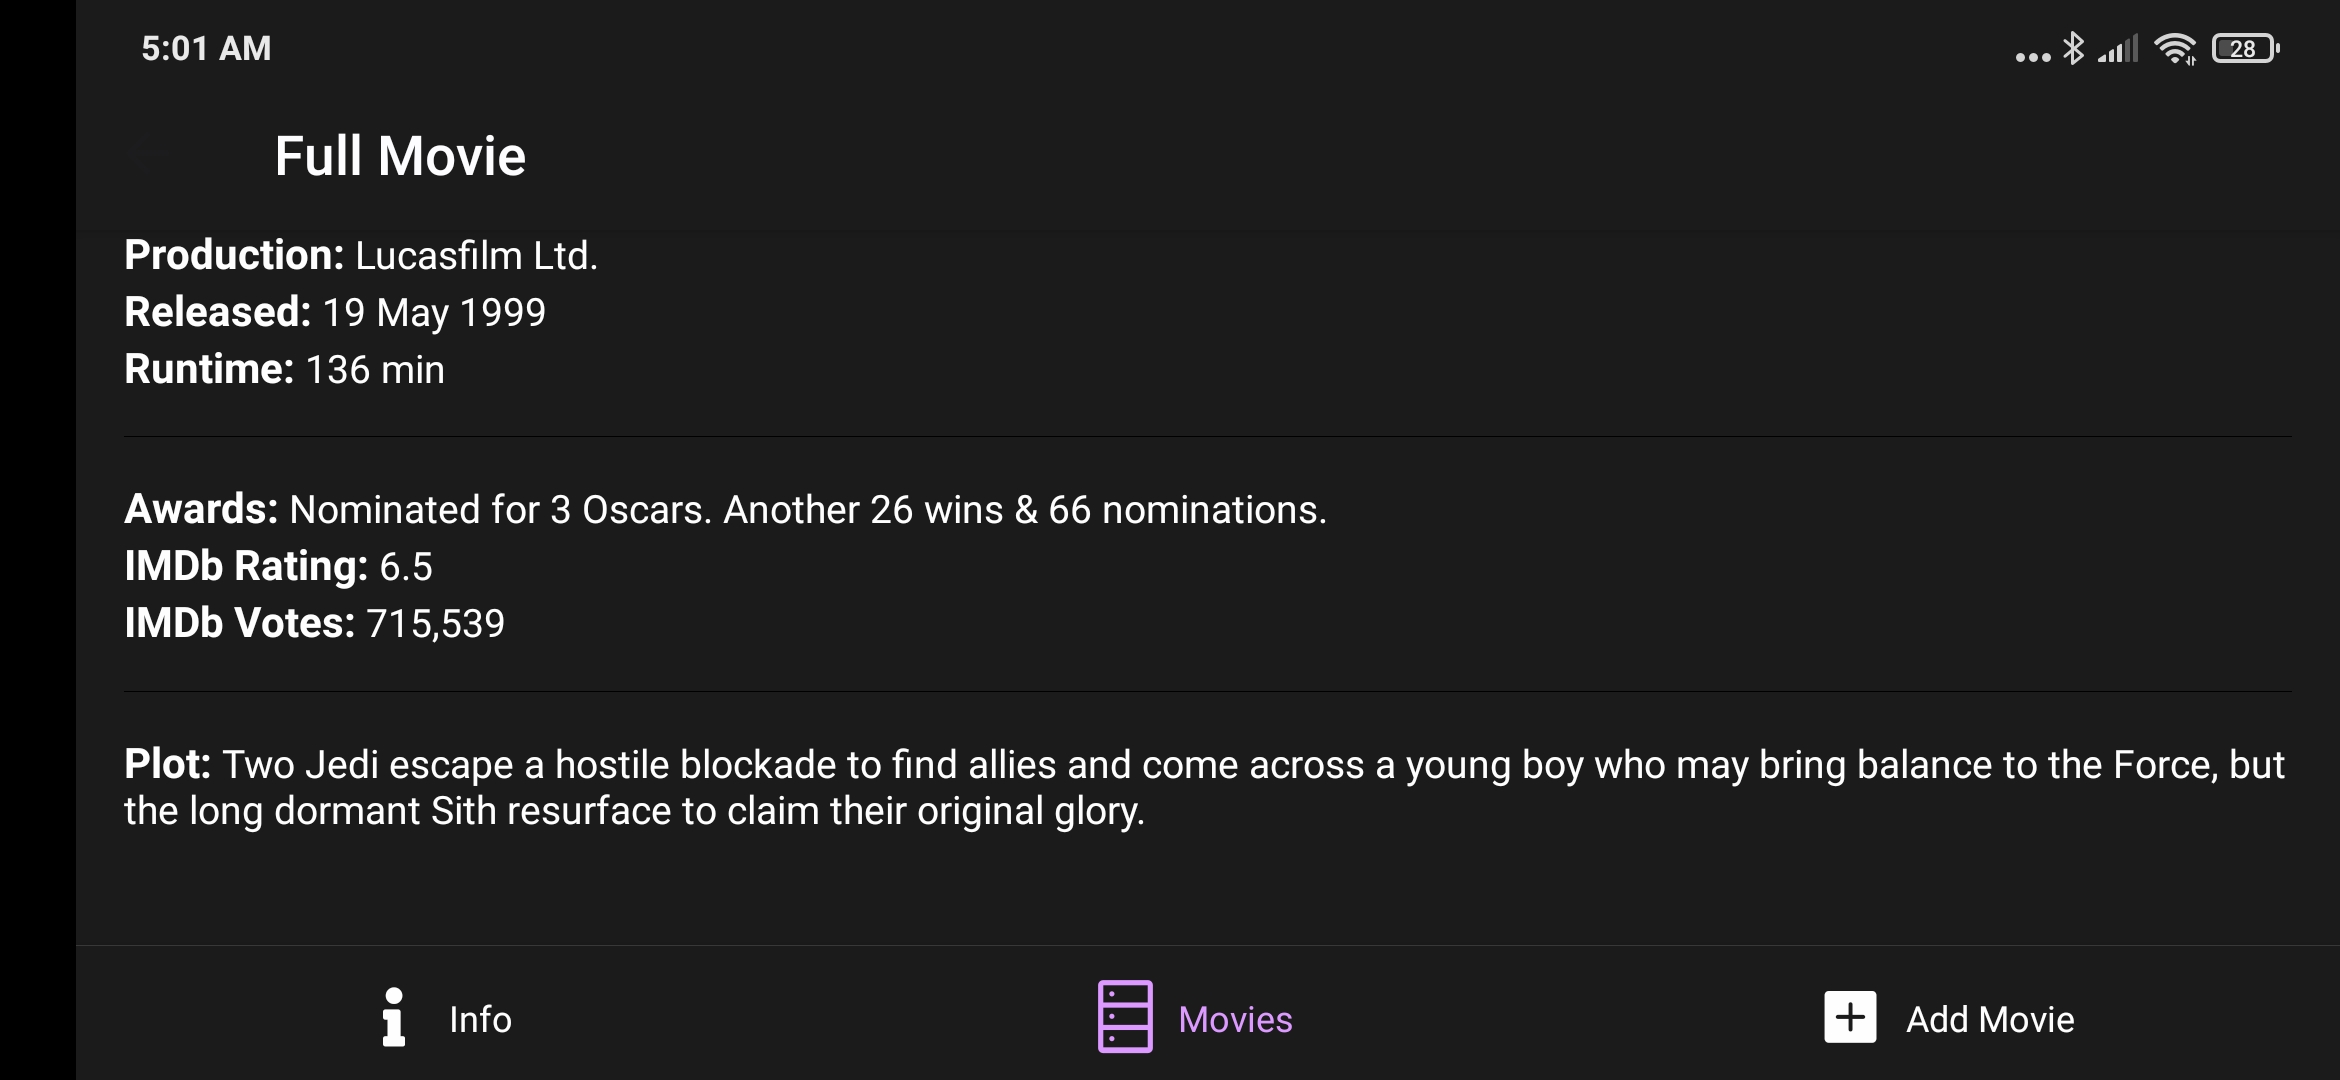 5:01 AM
28
Full Movie
Production: Lucasfilm Ltd.
Released: 19 May 1999
Runtime: 136 min
Awards: Nominated for 3 Oscars. Another 26 wins & 66 nominations.
IMDb Rating: 6.5
IMDb Votes: 715,539
Plot: Two Jedi escape a hostile blockade to find allies and come across a young boy who may bring balance to the Force, but
the long dormant Sith resurface to claim their original glory.
Info
Movies
Add Movie